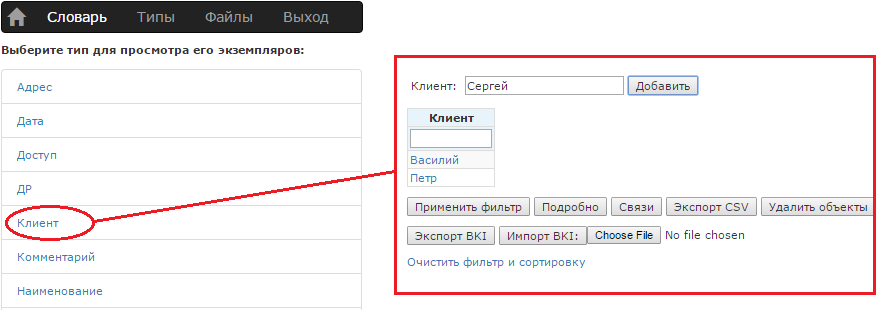 Словарь Типы Файлы Выход
Выберите тип для просмотра его экземпляров:
Адрес
Дата
Доступ
ДР
Клиент
Комментарий
Наименование
Клиент: Сергей Добавить
Клиент
Василий
Петр
Применить фильтр Подробно Связи Экспорт CSV Удалить объекты
Экспорт BKI Импорт BKI: Choose File No file chosen
Очистить фильтр и сортировку